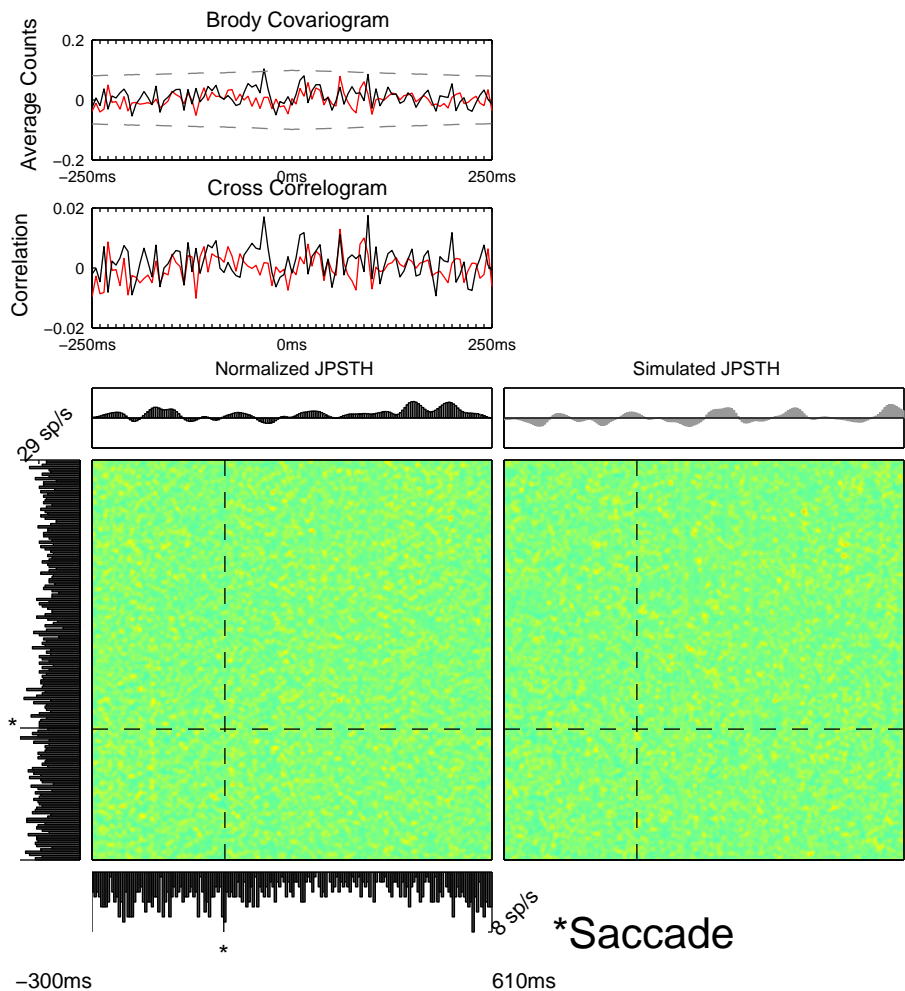 Brody Covariogram
Average Counts
0.2
0
−0.2
−250ms
0ms
250ms
Cross Correlogram
Correlation
0.02
0
−0.02
−250ms
0ms
250ms
Normalized JPSTH
Simulated JPSTH
29 sp/s
*
8 sp/s
*
*Saccade
−300ms
610ms